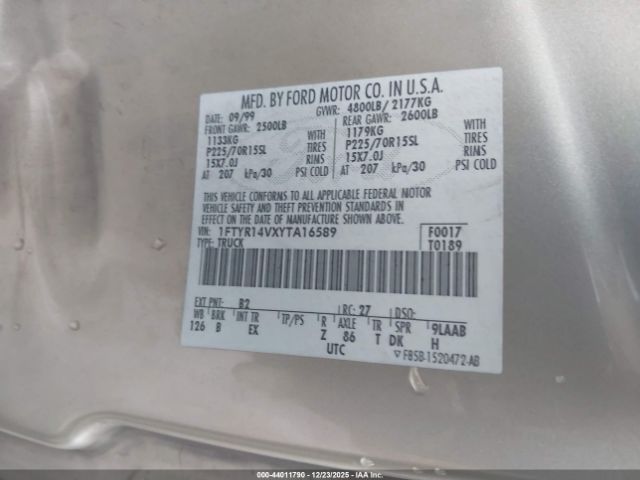 MFD. BY FORD MOTOR CO. IN U.S.A.
DATE: 09/99 GVWR: 4800LB/ 2177KG
FRONT GAWR: 2500LB REAR GAWR: 2600LB
1133KG WITH 1179KG WITH
P225/70R15SL TIRES P225/70R15SL TIRES
15X7.0J RIMS 15X7.0J RIMS
AT 207 kPa/30 PSI COLD AT 207 kPa/30 PSI COLD
THIS VEHICLE CONFORMS TO ALL APPLICABLE FEDERAL MOTOR
VEHICLE SAFETY AND THEFT PREVENTION STANDARDS IN
EFFECT ON THE DATE OF MANUFACTURE SHOWN ABOVE.
VIN: 1FTYR14VXYTA16589 F0017
TYPE: TRUCK T0189
EXT PNT: B2 RC: 27 DSO:
WB BRK INT TR TP/PS R AXLE TR SPR 9LAAB
126 B EX Z 86 T DK H
UTC F85B-1520472-AB
000-44011790 - 12/23/2025 - IAAI.COM